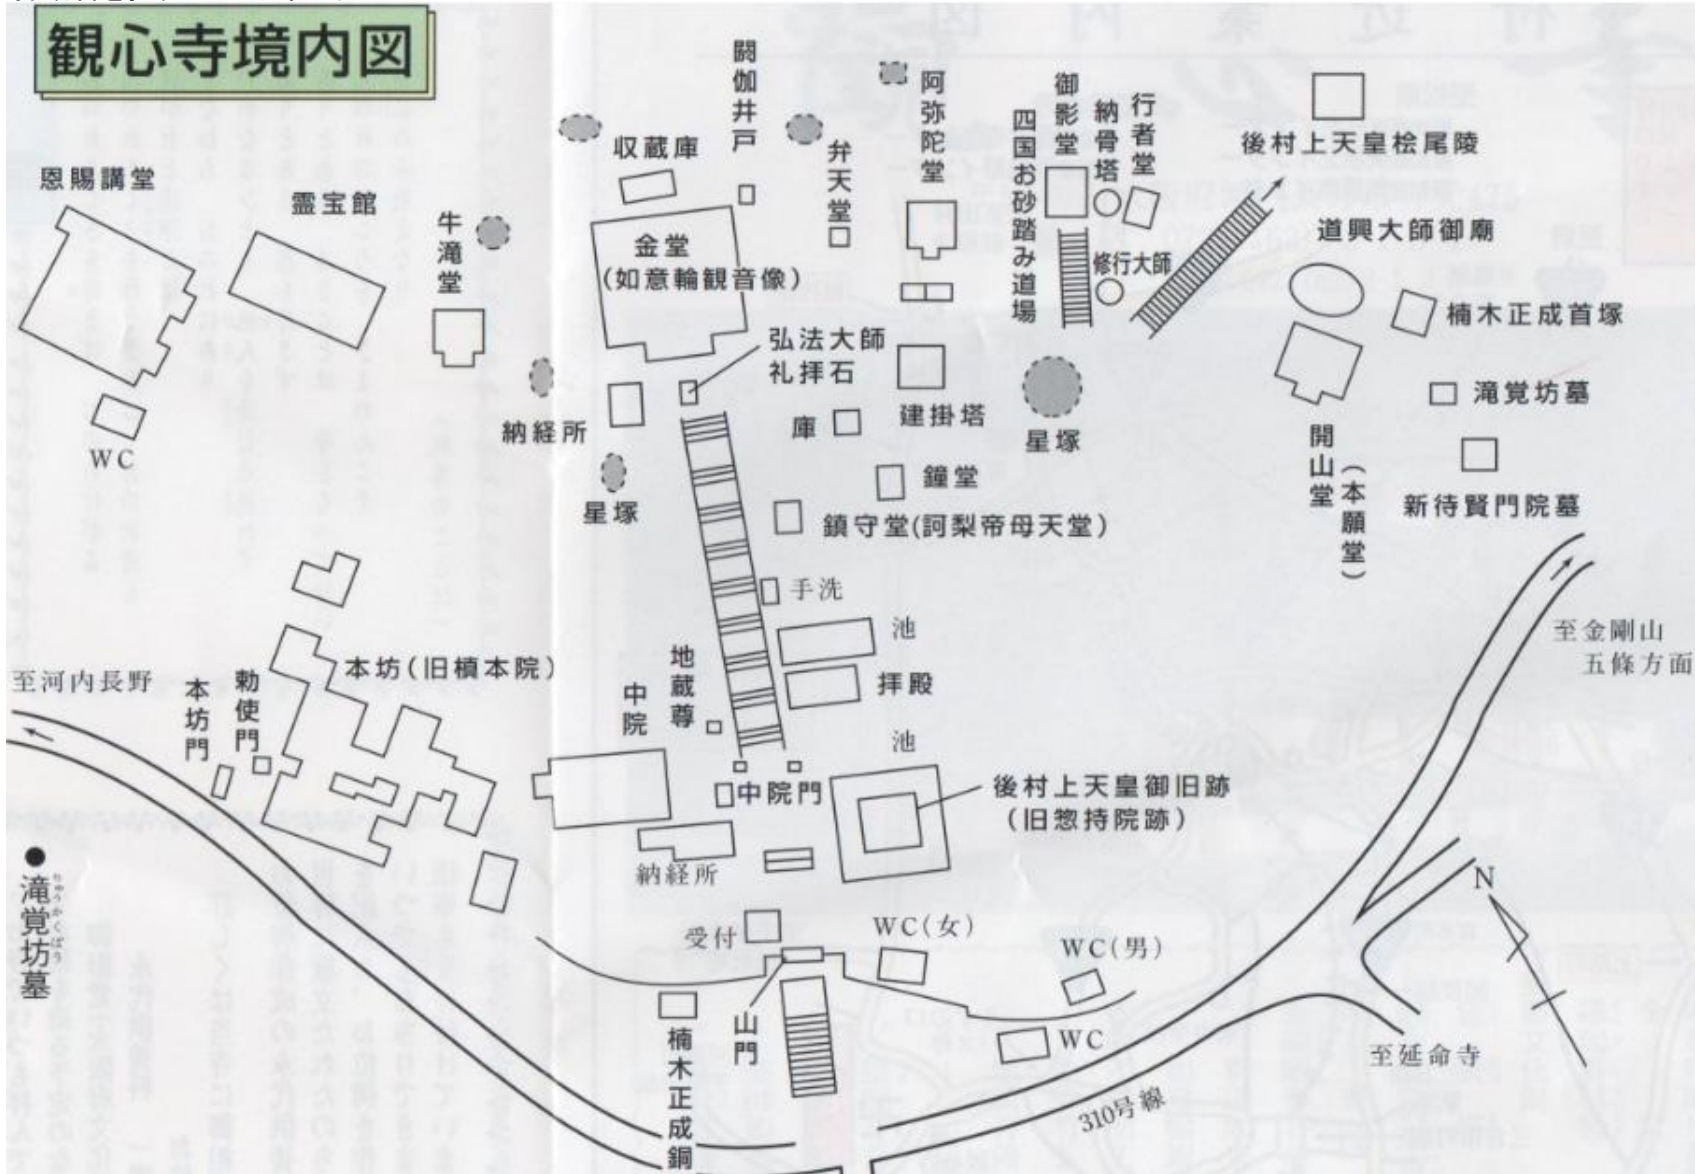 観心寺境内図
恩賜講堂
霊宝館
牛滝堂
収蔵庫
閼伽井戸
弁天堂
阿弥陀堂
四国お砂踏み道場
御影堂
納骨塔
行者堂
後村上天皇桧尾陵
金堂
(如意輪観音像)
修行大師
道興大師御廟
楠木正成首塚
弘法大師
礼拝石
滝覚坊墓
WC
納経所
庫
建掛塔
星塚
開山堂
(本願堂)
新待賢門院墓
星塚
鐘堂
鎮守堂(訶梨帝母天堂)
手洗
池
至金剛山
五條方面
至河内長野
本坊門
勅使門
本坊(旧槙本院)
中院
地蔵尊
拝殿
池
中院門
後村上天皇御旧跡
(旧惣持院跡)
滝覚坊墓
りゅうかくぼう
納経所
受付
WC(女)
WC(男)
N
山門
WC
楠木正成銅
至延命寺
310号線